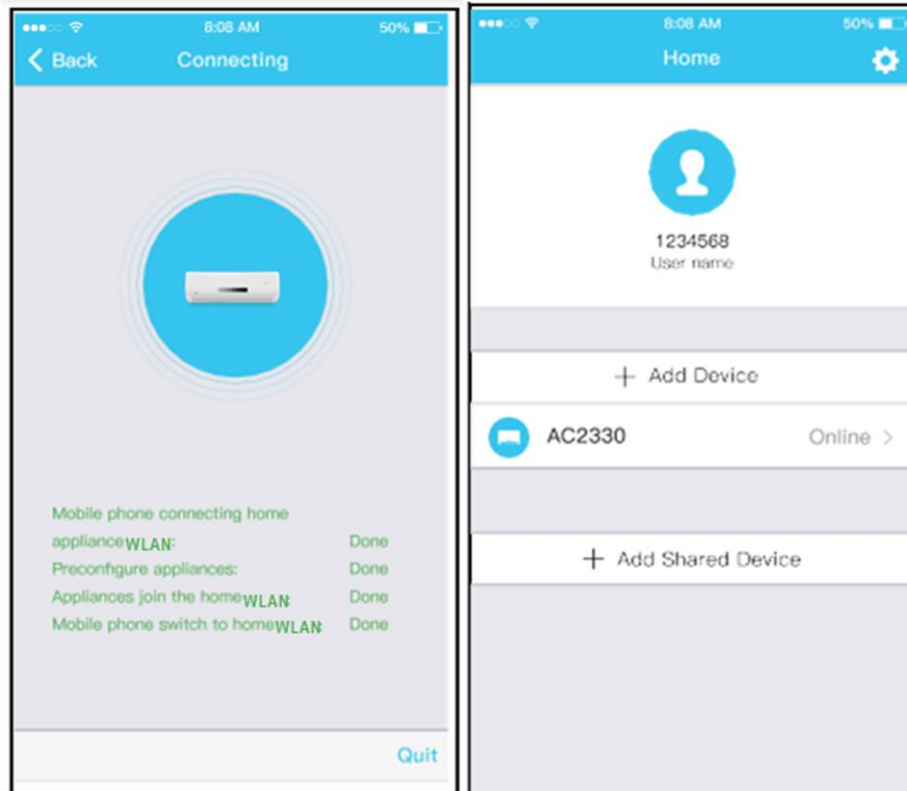 8:08 AM
50%
Back
Connecting
Mobile phone connecting home
applianceWLAN:
Done
Preconfigure appliances:
Done
Appliances join the homeWLAN:
Done
Mobile phone switch to homeWLAN:
Done
Quit
8:08 AM
50%
Home
1234568
User name
+ Add Device
AC2330
Online >
+ Add Shared Device